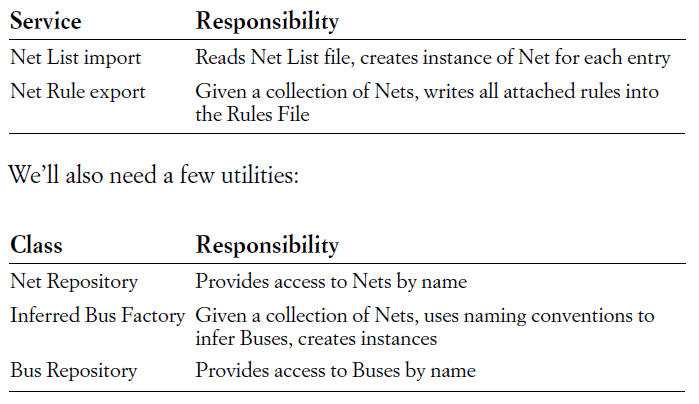 Service Responsibility
Net List import Reads Net List file, creates instance of Net for each entry
Net Rule export Given a collection of Nets, writes all attached rules into
the Rules File
We’ll also need a few utilities:
Class Responsibility
Net Repository Provides access to Nets by name
Inferred Bus Factory Given a collection of Nets, uses naming conventions to
infer Buses, creates instances
Bus Repository Provides access to Buses by name